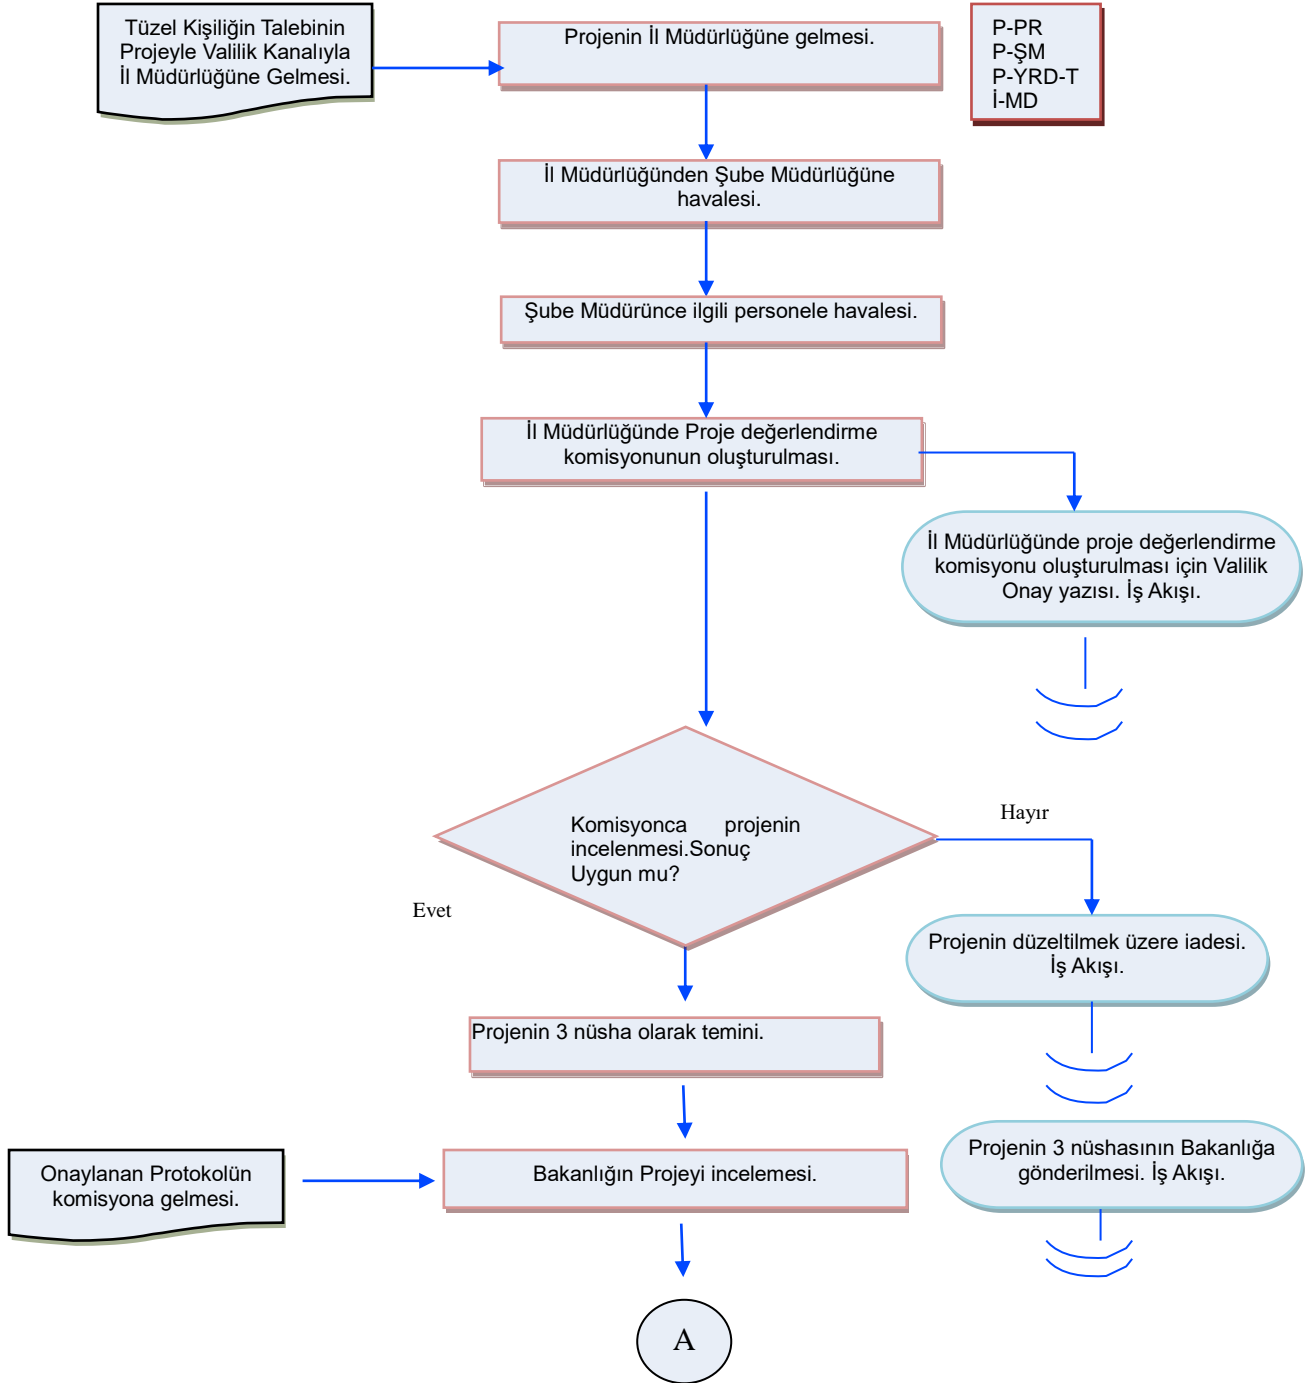 Tüzel Kişiliğin Talebinin
Projeyle Valilik Kanalıyla
İl Müdürlüğüne Gelmesi.
Projenin İl Müdürlüğüne gelmesi.
P-PR
P-ŞM
P-YRD-T
İ-MD
İl Müdürlüğünden Şube Müdürlüğüne
havalesi.
Şube Müdürünce ilgili personele havalesi.
İl Müdürlüğünde Proje değerlendirme
komisyonunun oluşturulması.
İl Müdürlüğünde proje değerlendirme
komisyonu oluşturulması için Valilik
Onay yazısı. İş Akışı.
Komisyonca projenin
incelenmesi.Sonuç
Uygun mu?
Hayır
Evet
Projenin düzeltilmek üzere iadesi.
İş Akışı.
Projenin 3 nüsha olarak temini.
Projenin 3 nüshasının Bakanlığa
gönderilmesi. İş Akışı.
Onaylanan Protokolün
komisyona gelmesi.
Bakanlığın Projeyi incelemesi.
A